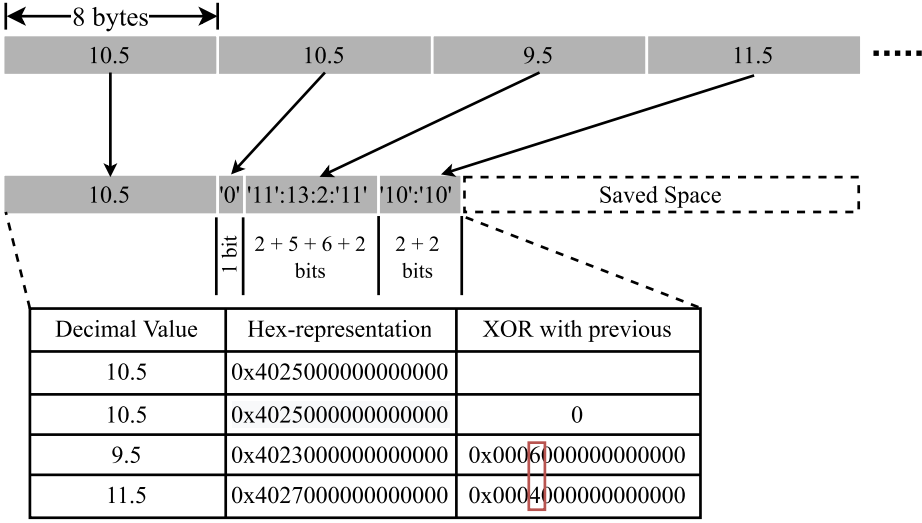 8 bytes
10.5 10.5 9.5 11.5 .....
10.5 '0' '11':13:2:'11' '10':'10' Saved Space
1 bit
2 + 5 + 6 + 2
bits
2 + 2
bits
Decimal Value Hex-representation XOR with previous
10.5 0x4025000000000000
10.5 0x4025000000000000 0
9.5 0x4023000000000000 0x0006000000000000
11.5 0x4027000000000000 0x0004000000000000